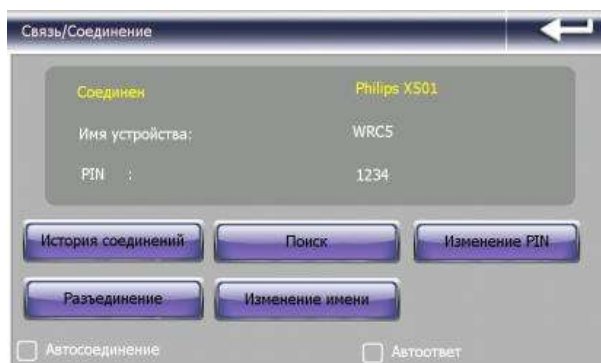 Связь/Соединение
Соединен Philips X501
Имя устройства: WRC5
PIN : 1234
История соединений Поиск Изменение PIN
Разъединение Изменение имени
Автосоединение Автоответ